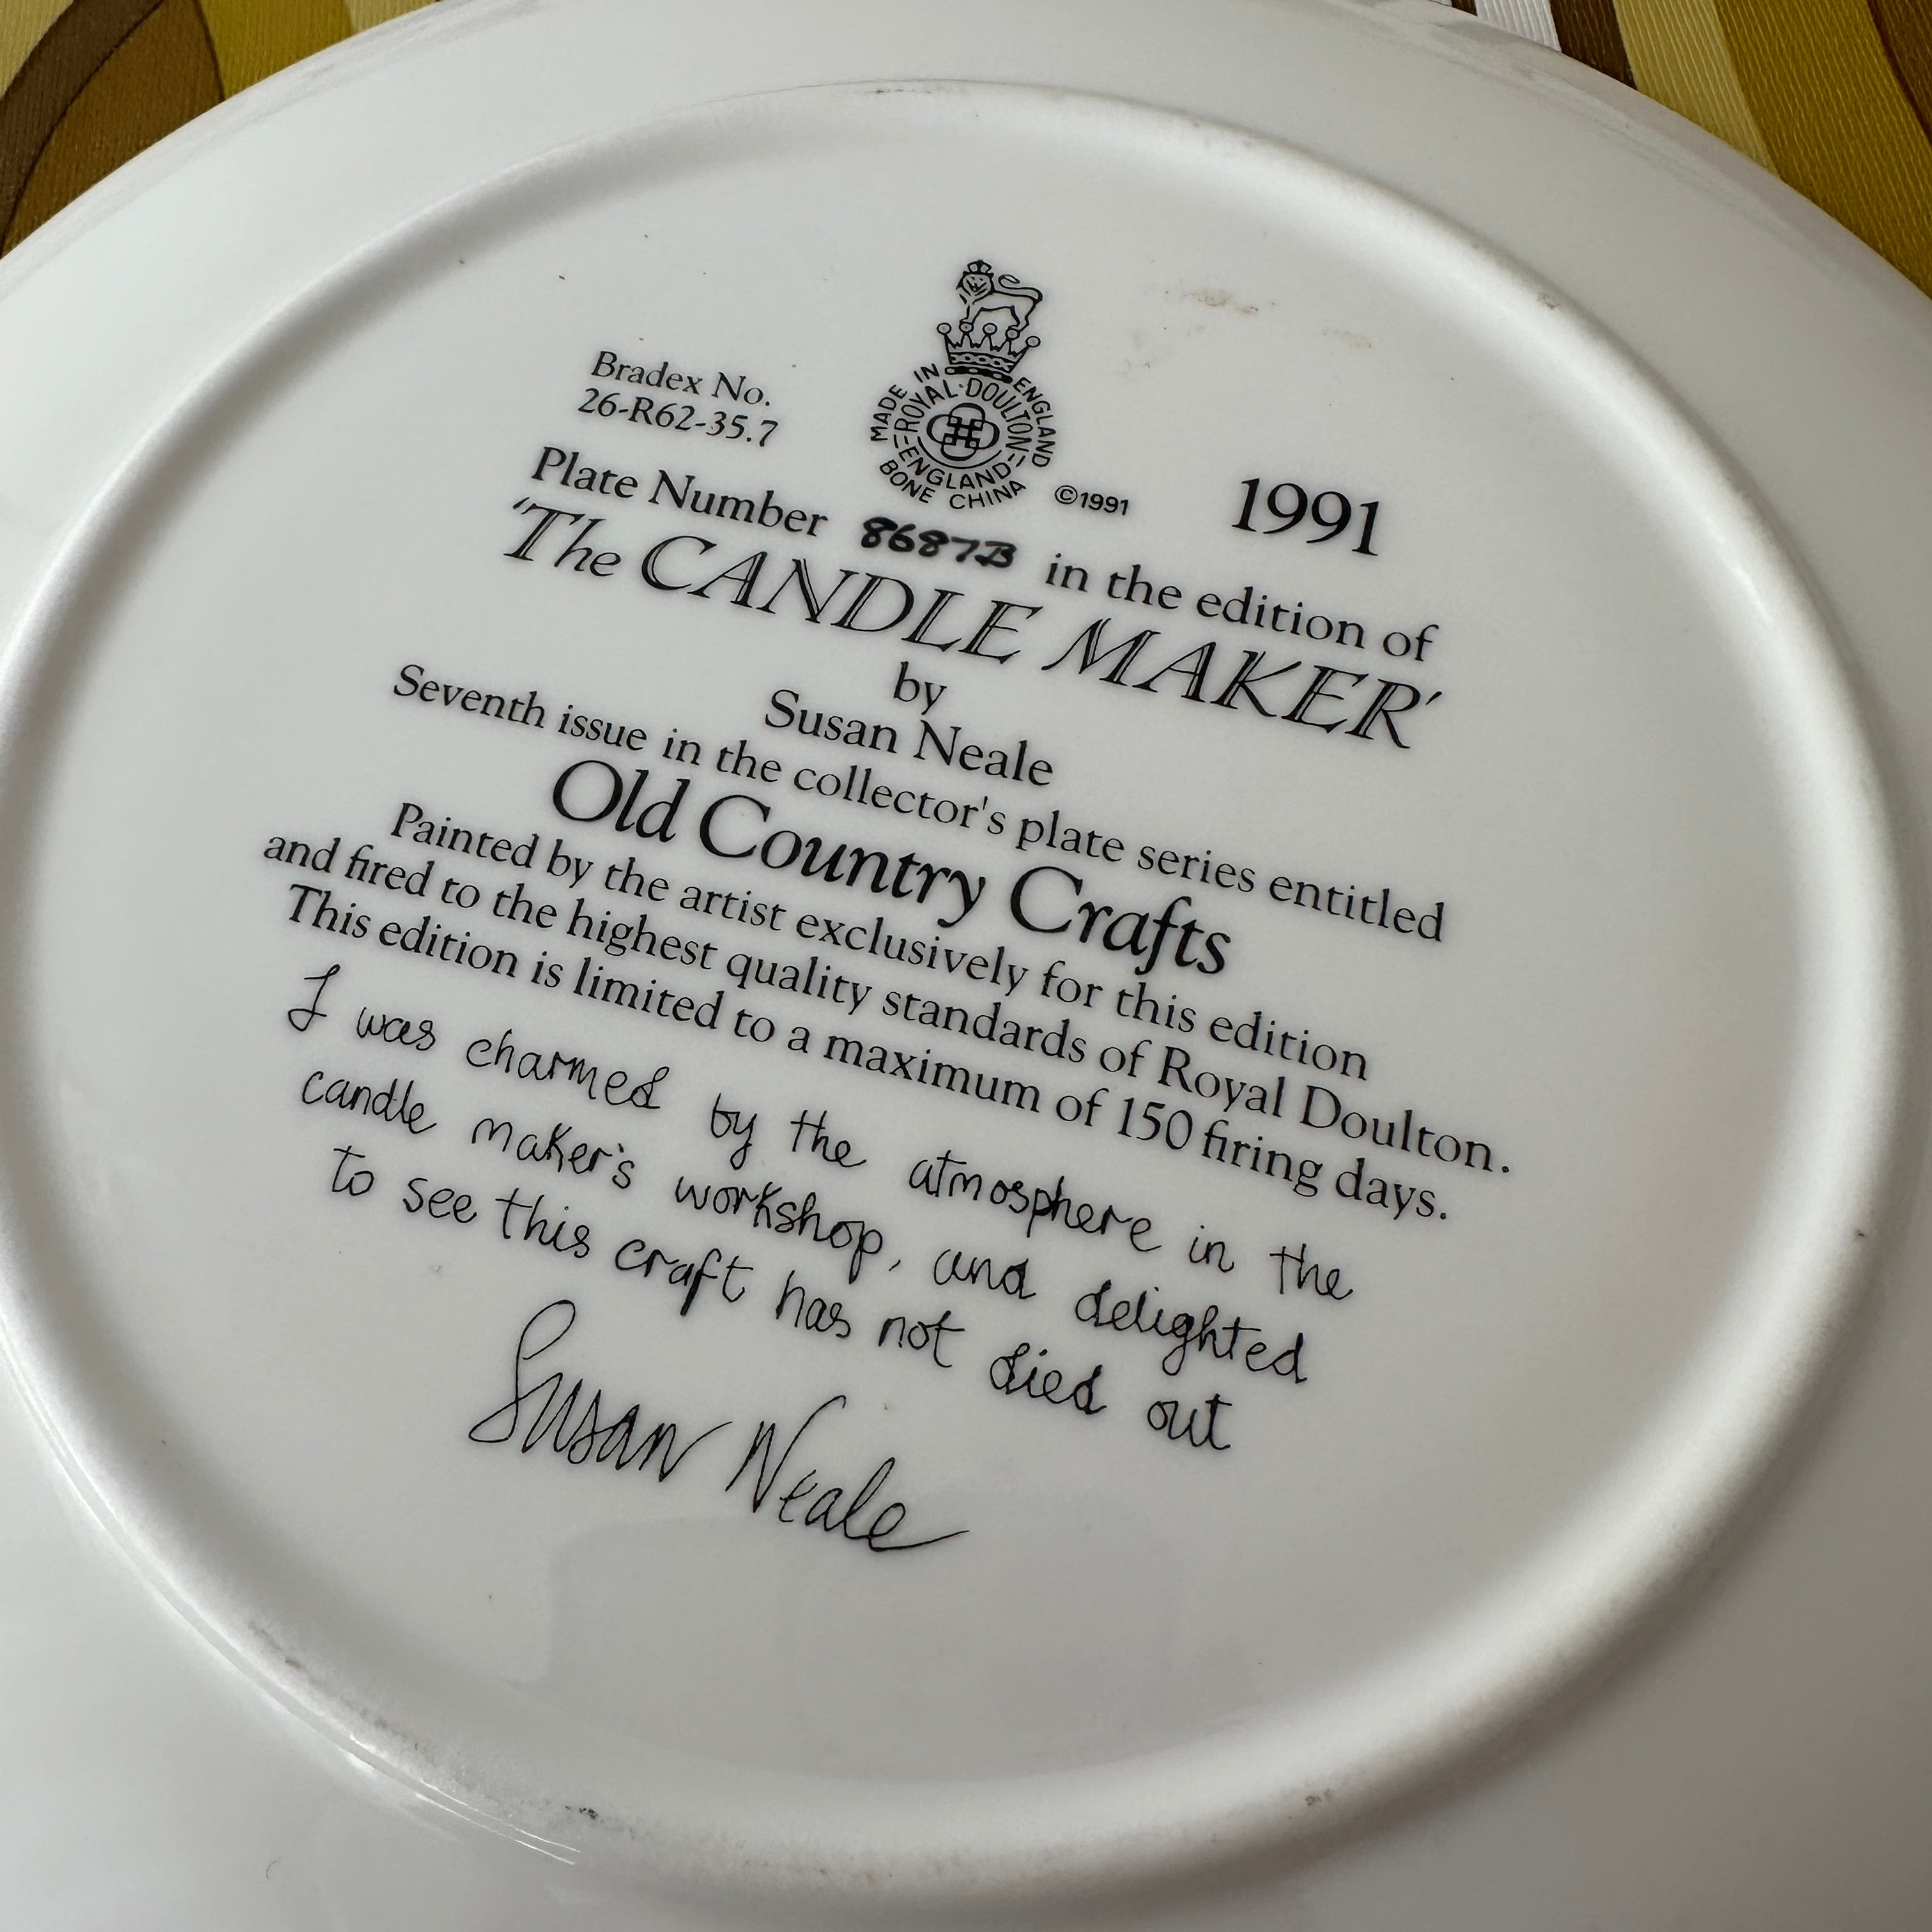 MADE IN ENGLAND
ROYAL·DOULTON
ENGLAND
BONE CHINA
©1991
Bradex No.
26-R62-35.7
1991
Plate Number 8687B in the edition of
'The CANDLE MAKER'
by
Susan Neale
Seventh issue in the collector's plate series entitled
Old Country Crafts
Painted by the artist exclusively for this edition
and fired to the highest quality standards of Royal Doulton.
This edition is limited to a maximum of 150 firing days.
I was charmed by the atmosphere in the
candle maker's workshop, and delighted
to see this craft has not died out
Susan Neale